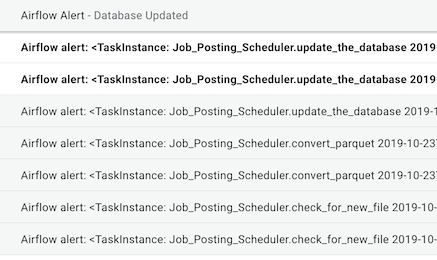 Airflow Alert - Database Updated
Airflow alert: <TaskInstance: Job_Posting_Scheduler.update_the_database 2019
Airflow alert: <TaskInstance: Job_Posting_Scheduler.update_the_database 2019
Airflow alert: <TaskInstance: Job_Posting_Scheduler.update_the_database 2019-1
Airflow alert: <TaskInstance: Job_Posting_Scheduler.convert_parquet 2019-10-23
Airflow alert: <TaskInstance: Job_Posting_Scheduler.convert_parquet 2019-10-23
Airflow alert: <TaskInstance: Job_Posting_Scheduler.check_for_new_file 2019-10-
Airflow alert: <TaskInstance: Job_Posting_Scheduler.check_for_new_file 2019-10-